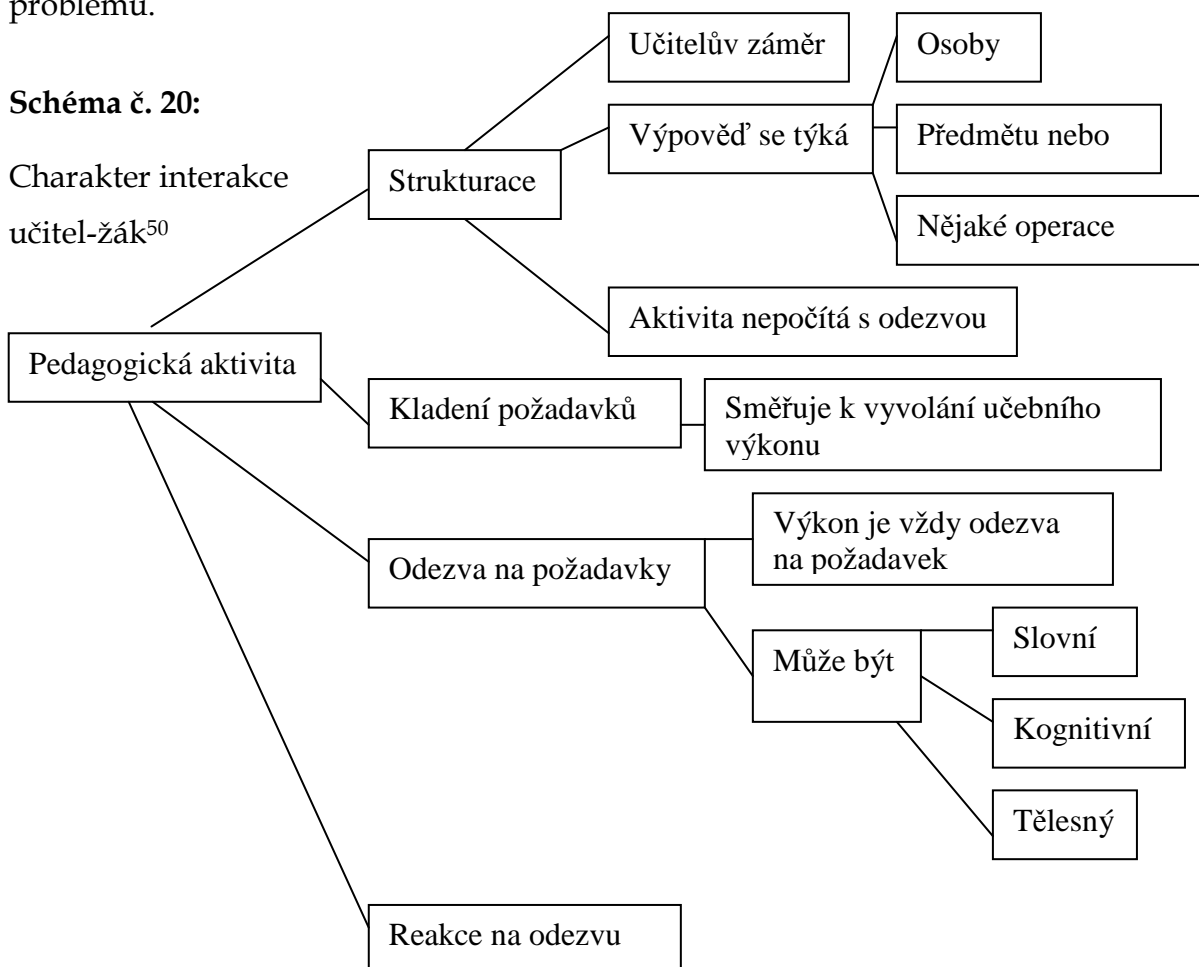 problému.
Schéma č. 20:
Charakter interakce
učitel-žák⁵⁰
Pedagogická aktivita
Strukturace
Učitelův záměr
Výpověď se týká
Osoby
Předmětu nebo
Nějaké operace
Aktivita nepočítá s odezvou
Kladení požadavků
Směřuje k vyvolání učebního
výkonu
Odezva na požadavky
Výkon je vždy odezva
na požadavek
Může být
Slovní
Kognitivní
Tělesný
Reakce na odezvu